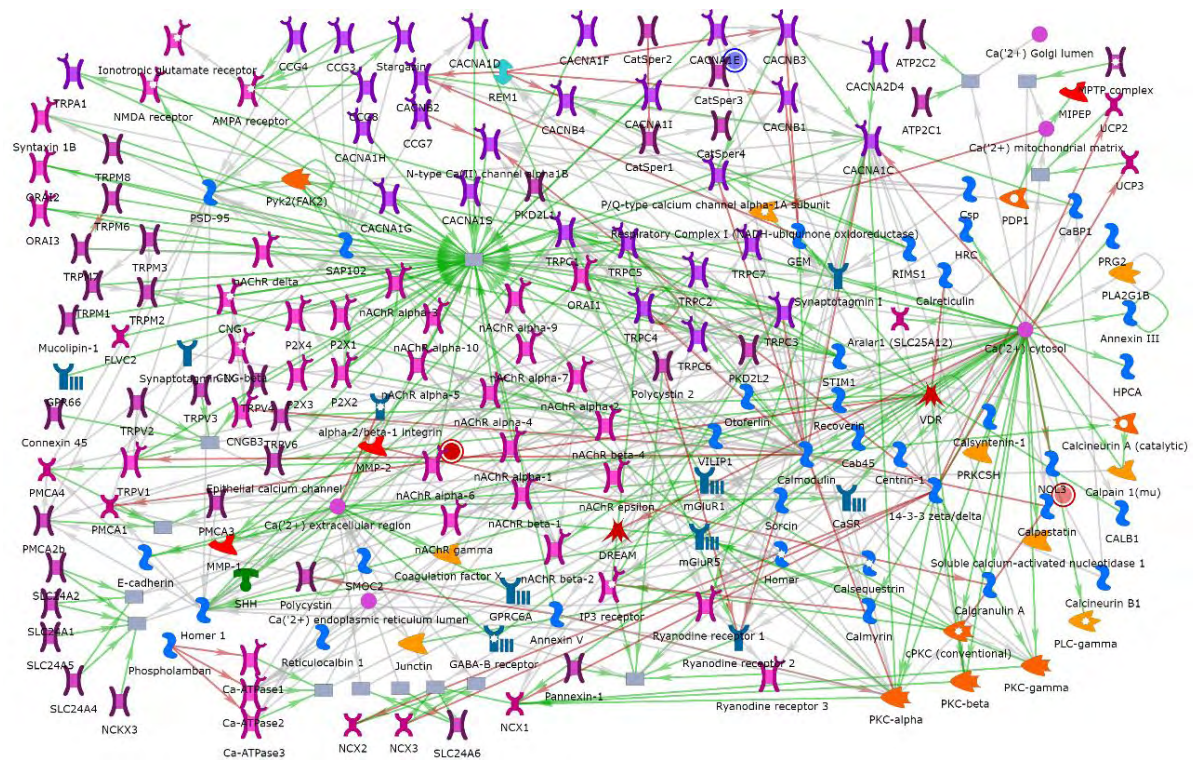 Ionotropic glutamate receptor
CCG4
CCG3
Stargazin
CACNA1D
CACNA1F
CatSper2
CACNA1E
CACNB3
ATP2C2
Ca('2+) Golgi lumen
TRPA1
NMDA receptor
AMPA receptor
CCG8
CACNB2
REM1
CACNB4
CACNA1I
CatSper3
CACNB1
CACNA2D4
ATP2C1
MIPEP
MPTP complex
UCP2
Syntaxin 1B
TRPM8
CACNA1H
CCG7
N-type Ca(II) channel alpha1B
CatSper1
CatSper4
CACNA1C
Ca('2+) mitochondrial matrix
UCP3
ORAI2
TRPM6
PSD-95
Pyk2(FAK2)
CACNA1G
CACNA1S
PKD2L1
P/Q-type calcium channel alpha-1A subunit
Csp
PDP1
CaBP1
ORAI3
TRPM7
TRPM3
nAChR delta
SAP102
TRPC1
TRPC5
Respiratory Complex I (NADH-ubiquinone oxidoreductase)
TRPC7
GEM
RIMS1
HRC
PRG2
TRPM1
TRPM2
CNG
nAChR alpha-3
nAChR alpha-9
ORAI1
TRPC2
Synaptotagmin I
Calreticulin
PLA2G1B
Mucolipin-1
FLVC2
P2X4
P2X1
nAChR alpha-10
TRPC4
TRPC6
TRPC3
Aralar1 (SLC25A12)
Ca('2+) cytosol
Annexin III
GPR66
CNG-beta
nAChR alpha-5
nAChR alpha-7
PKD2L2
STIM1
HPCA
Connexin 45
TRPV2
TRPV3
TRPV4
P2X3
P2X2
nAChR alpha-4
nAChR alpha-2
Polycystin 2
Otoferlin
Recoverin
VDR
Calsyntenin-1
Calcineurin A (catalytic)
CNGB3
TRPV6
alpha-2/beta-1 integrin
MMP-2
nAChR alpha-1
nAChR beta-4
VILIP1
Calmodulin
Cab45
Centrin-1
PRKCSH
PMCA4
TRPV1
Epithelial calcium channel
nAChR alpha-6
nAChR epsilon
mGluR1
Sorcin
CaSR
14-3-3 zeta/delta
NOL3
Calpain 1(mu)
PMCA1
PMCA3
Ca('2+) extracellular region
nAChR beta-1
DREAM
mGluR5
Calpastatin
CALB1
PMCA2b
E-cadherin
MMP-1
nAChR gamma
nAChR beta-2
Homer
Soluble calcium-activated nucleotidase 1
SLC24A2
SHH
Polycystin
SMOC2
Coagulation factor X
Calsequestrin
Calgranulin A
Calcineurin B1
SLC24A1
Homer 1
Ca('2+) endoplasmic reticulum lumen
GPRC6A
Annexin V
IP3 receptor
Ryanodine receptor 1
Calmyrin
cPKC (conventional)
PLC-gamma
SLC24A5
Phospholamban
Reticulocalbin 1
Junctin
GABA-B receptor
Pannexin-1
Ryanodine receptor 2
PKC-gamma
SLC24A4
Ca-ATPase1
Ryanodine receptor 3
PKC-alpha
PKC-beta
NCKX3
Ca-ATPase2
Ca-ATPase3
NCX2
NCX3
SLC24A6
NCX1